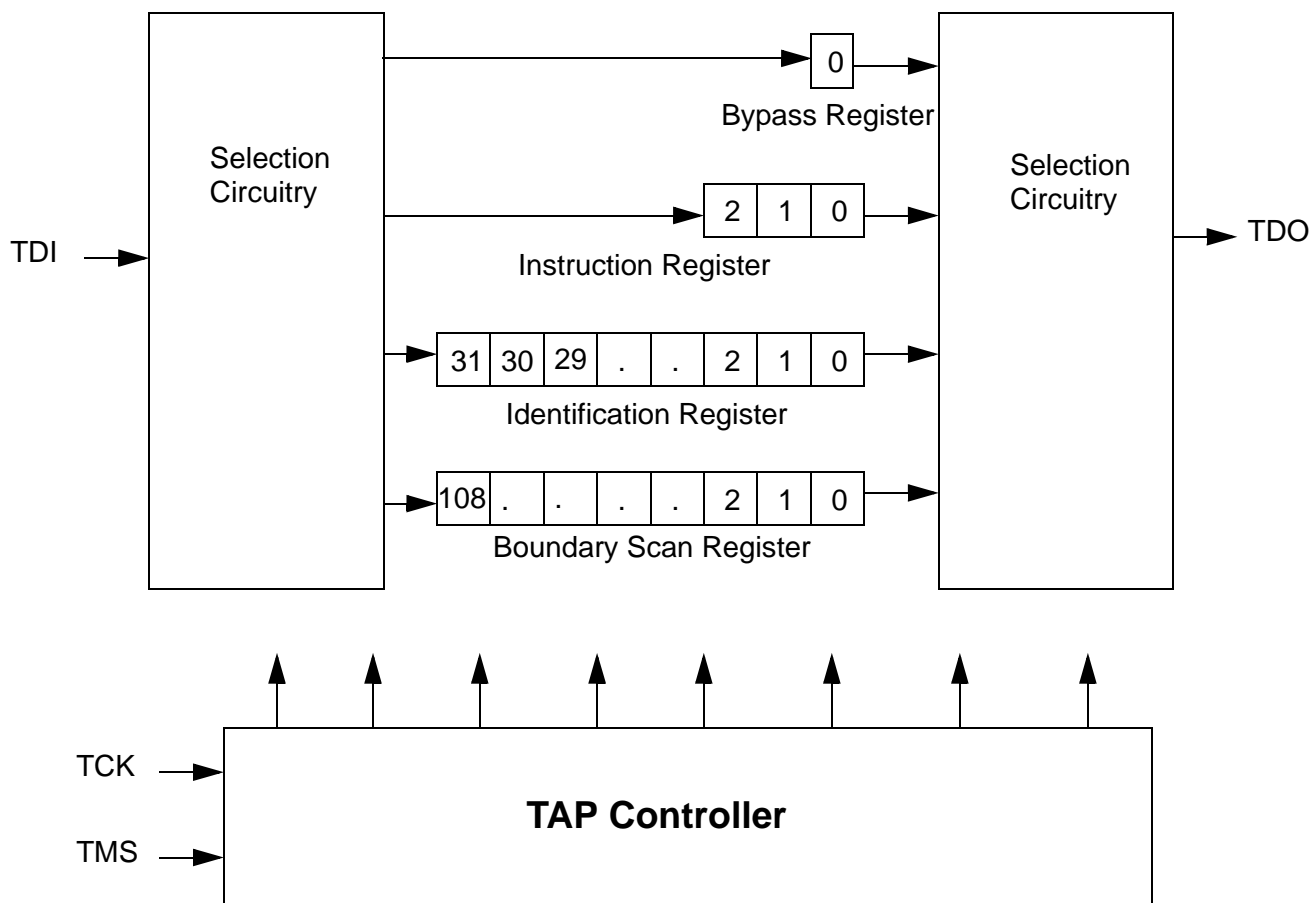 0
Bypass Register
Selection
Circuitry
Selection
Circuitry
2 1 0
TDI
TDO
Instruction Register
31 30 29 . . 2 1 0
Identification Register
108 . . . . 2 1 0
Boundary Scan Register
TCK
TAP Controller
TMS